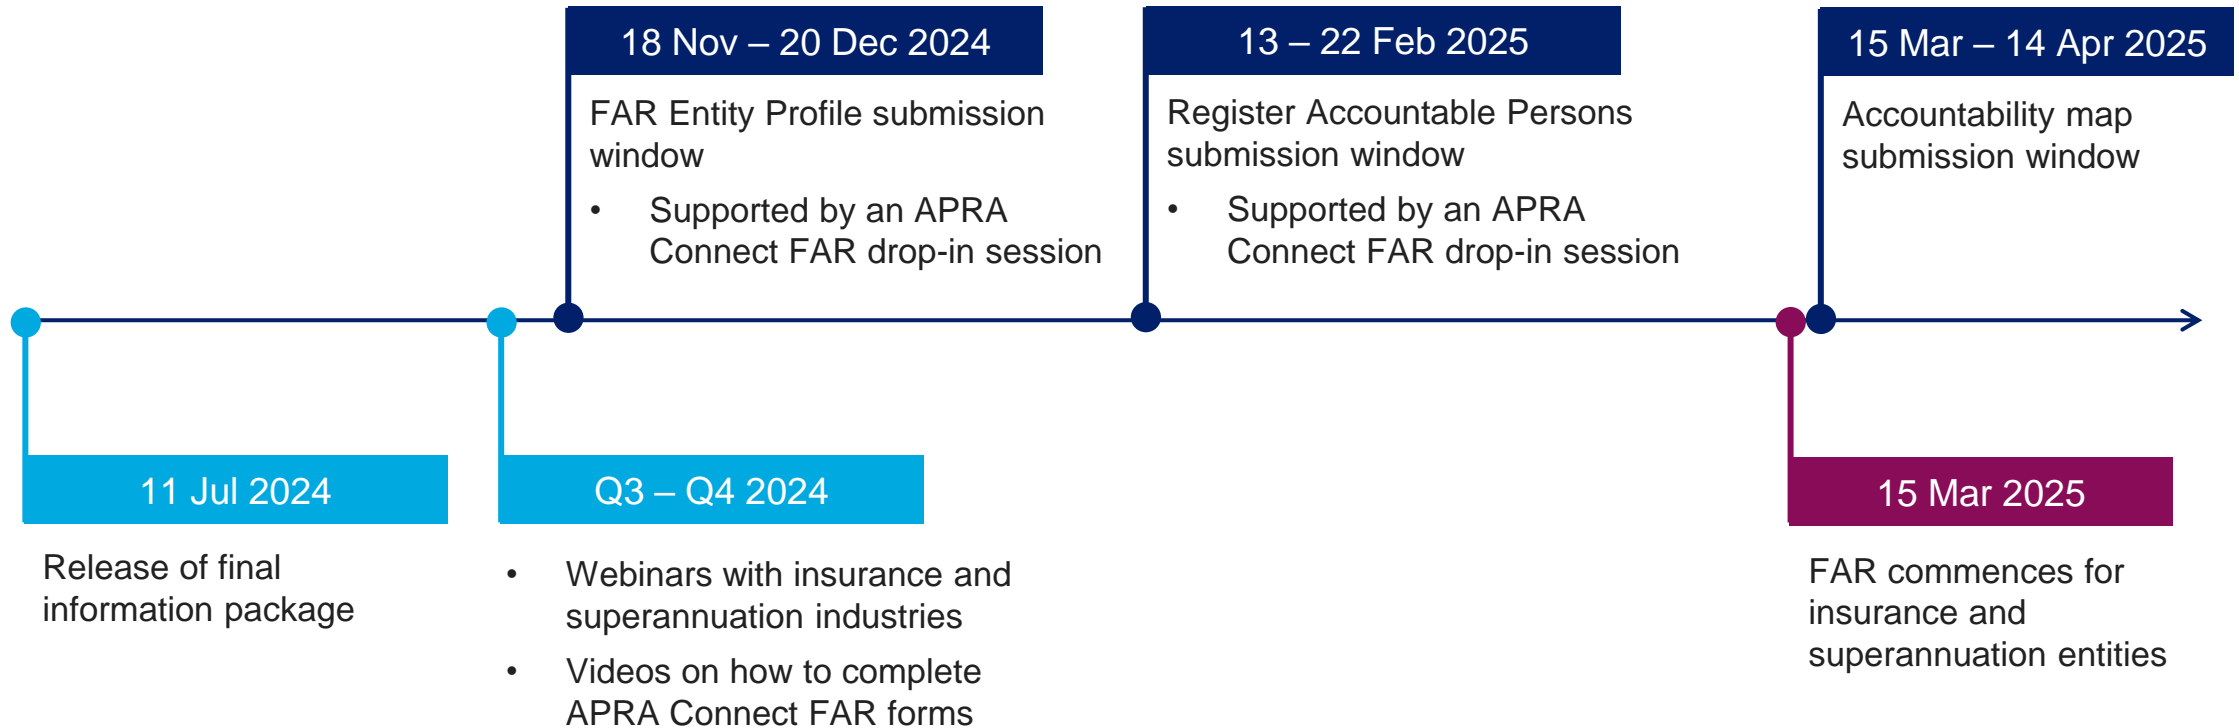 18 Nov – 20 Dec 2024
FAR Entity Profile submission
window
• Supported by an APRA
Connect FAR drop-in session
13 – 22 Feb 2025
Register Accountable Persons
submission window
• Supported by an APRA
Connect FAR drop-in session
15 Mar – 14 Apr 2025
Accountability map
submission window
11 Jul 2024
Release of final
information package
Q3 – Q4 2024
• Webinars with insurance and
superannuation industries
• Videos on how to complete
APRA Connect FAR forms
15 Mar 2025
FAR commences for
insurance and
superannuation entities